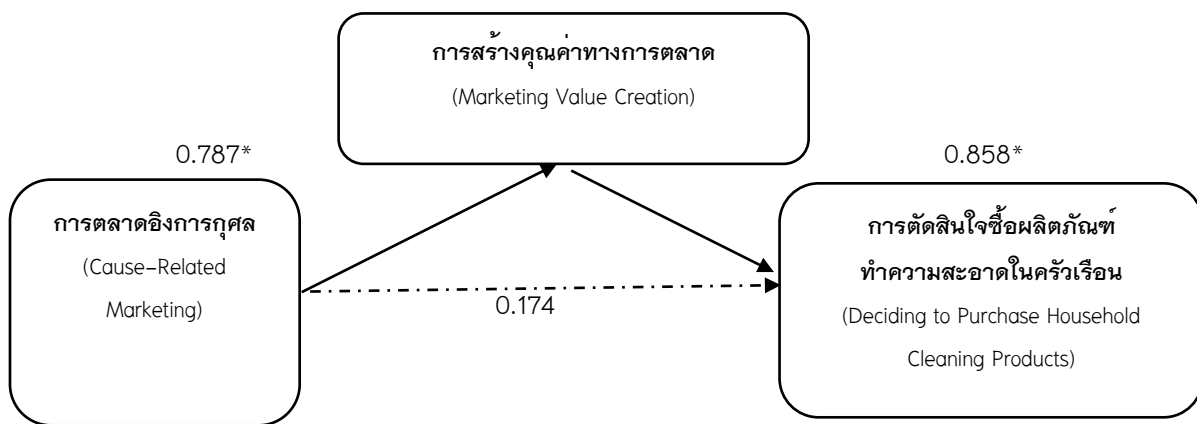 การสร้างคุณค่าทางการตลาด
(Marketing Value Creation)
0.787*
0.858*
การตลาดอิงการกุศล
(Cause–Related
Marketing)
0.174
การตัดสินใจซื้อผลิตภัณฑ์
ทำความสะอาดในครัวเรือน
(Deciding to Purchase Household
Cleaning Products)